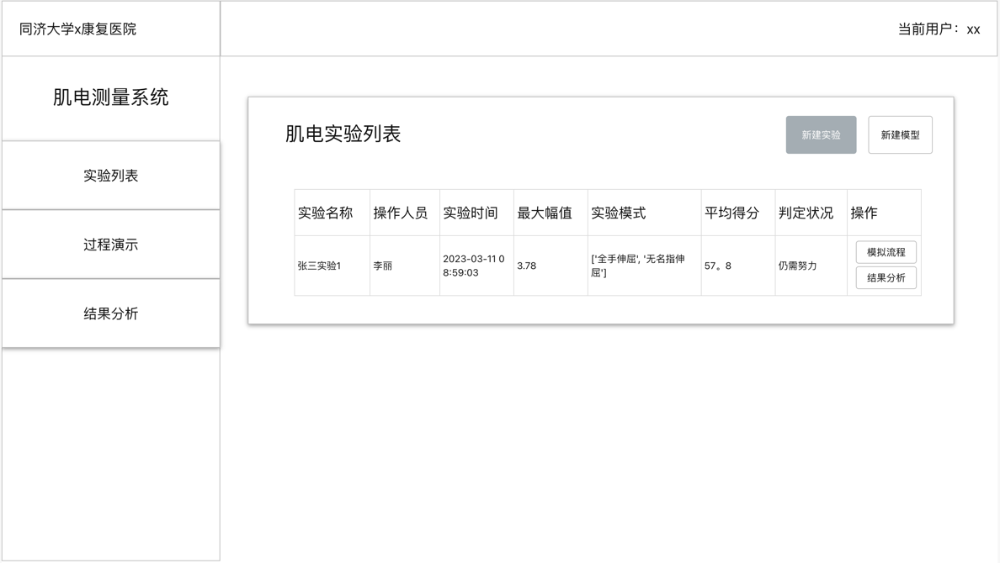 同济大学x康复医院
当前用户：xx
肌电测量系统
实验列表
过程演示
结果分析
肌电实验列表
新建实验
新建模型
实验名称 操作人员 实验时间 最大幅值 实验模式 平均得分 判定状况 操作
张三实验1
李丽
2023-03-11 0
8:59:03
3.78
['全手伸屈', '无名指伸
屈']
57。8
仍需努力
模拟流程
结果分析